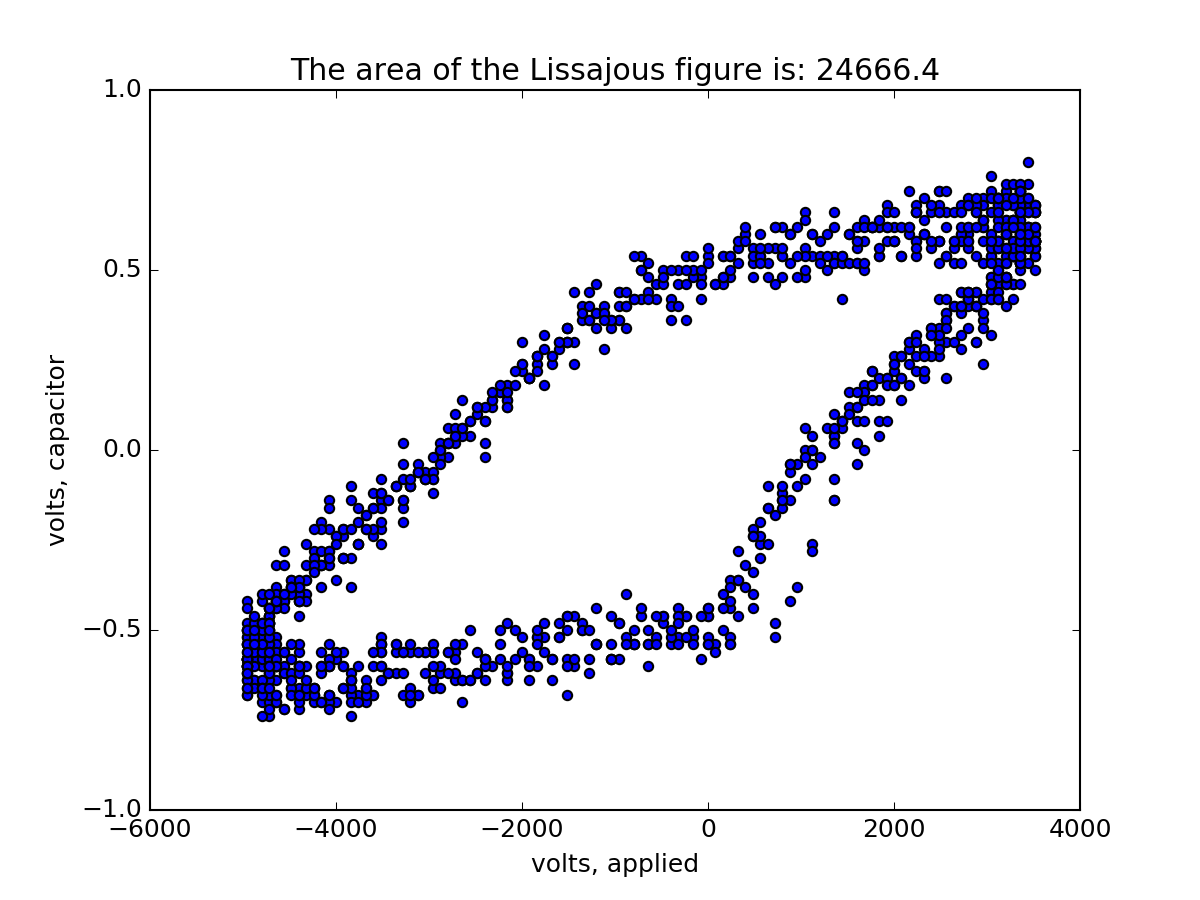 The area of the Lissajous figure is: 24666.4
1.0
0.5
0.0
−0.5
−1.0
volts, capacitor
−6000 −4000 −2000 0 2000 4000
volts, applied